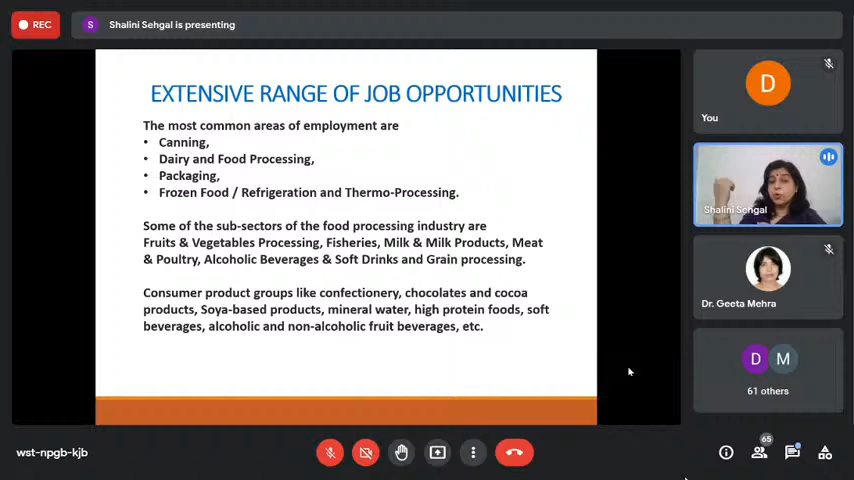 REC
S
Shalini Sehgal is presenting
EXTENSIVE RANGE OF JOB OPPORTUNITIES
The most common areas of employment are
• Canning,
• Dairy and Food Processing,
• Packaging,
• Frozen Food / Refrigeration and Thermo-Processing.
Some of the sub-sectors of the food processing industry are
Fruits & Vegetables Processing, Fisheries, Milk & Milk Products, Meat
& Poultry, Alcoholic Beverages & Soft Drinks and Grain processing.
Consumer product groups like confectionery, chocolates and cocoa
products, Soya-based products, mineral water, high protein foods, soft
beverages, alcoholic and non-alcoholic fruit beverages, etc.
D
You
Shalini Sehgal
Dr. Geeta Mehra
D M
61 others
wst-npgb-kjb
65